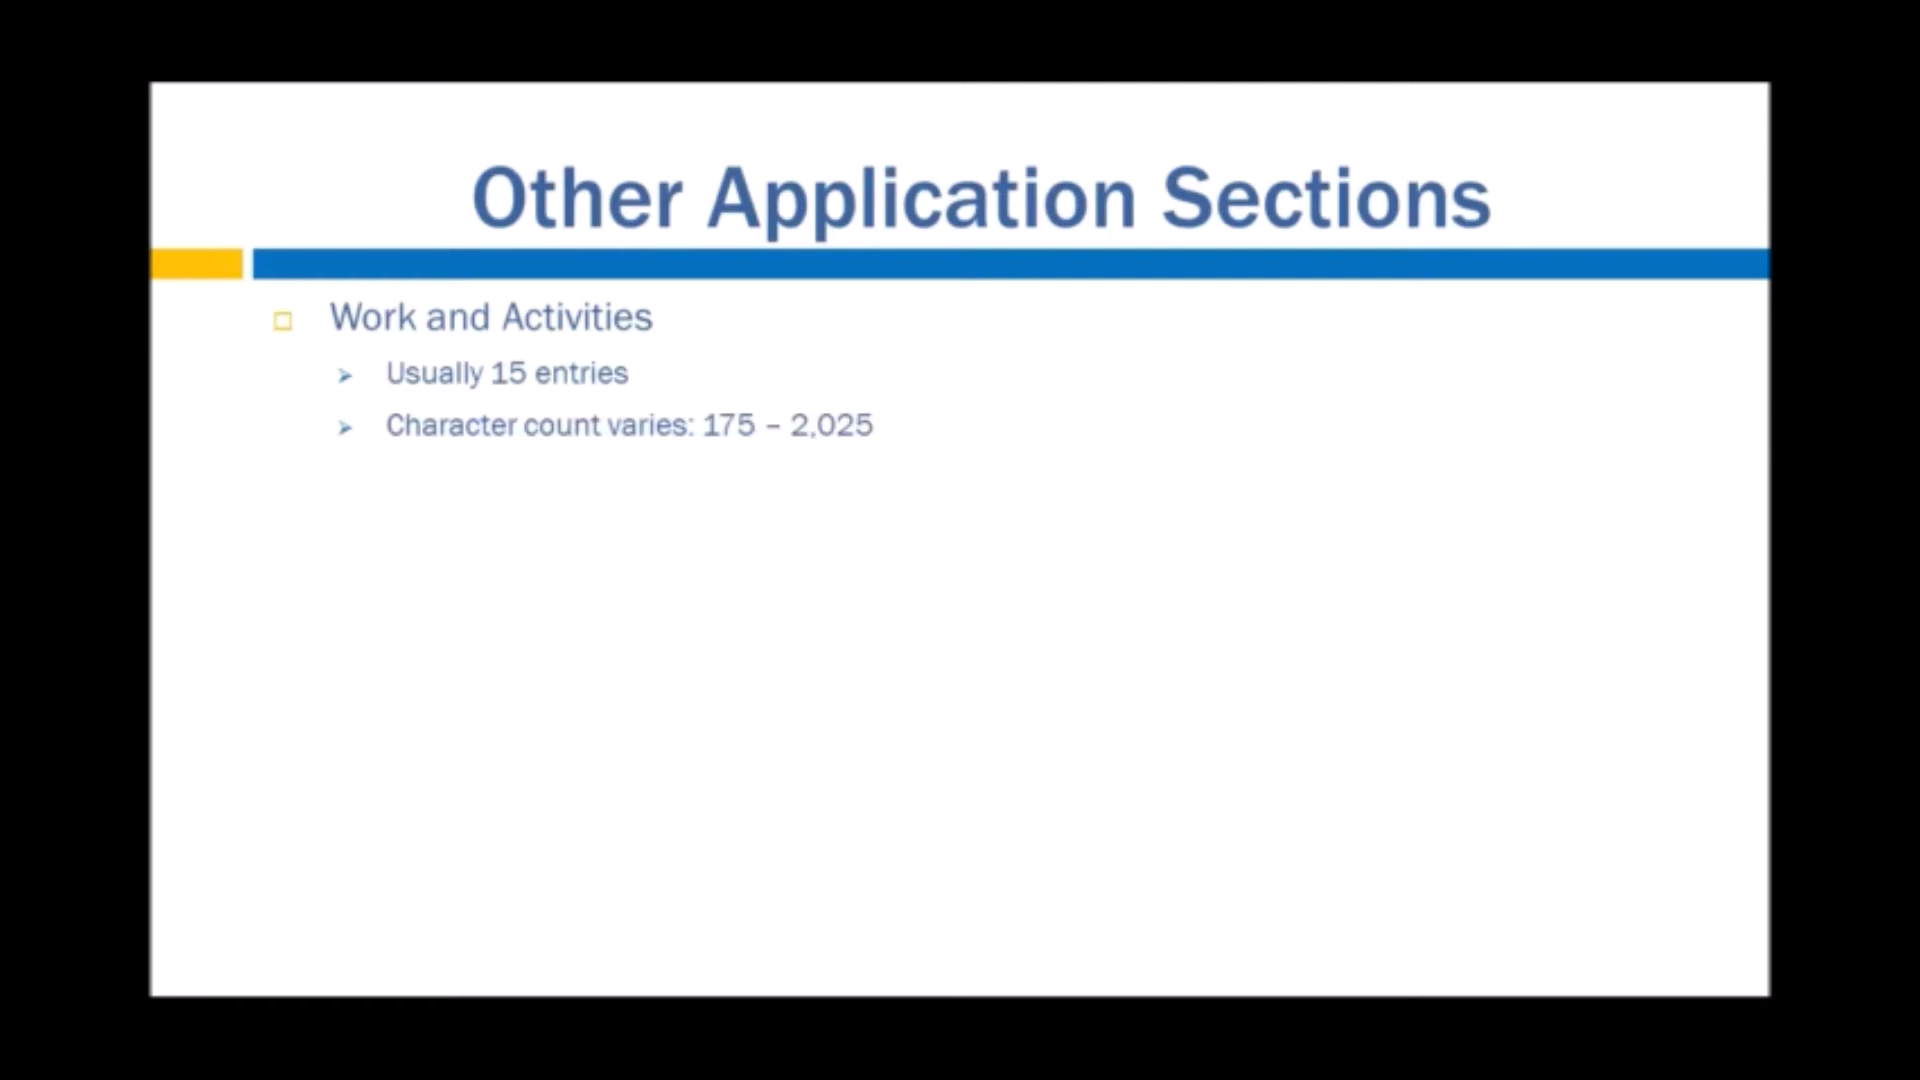 Other Application Sections
Work and Activities
Usually 15 entries
Character count varies: 175 – 2,025